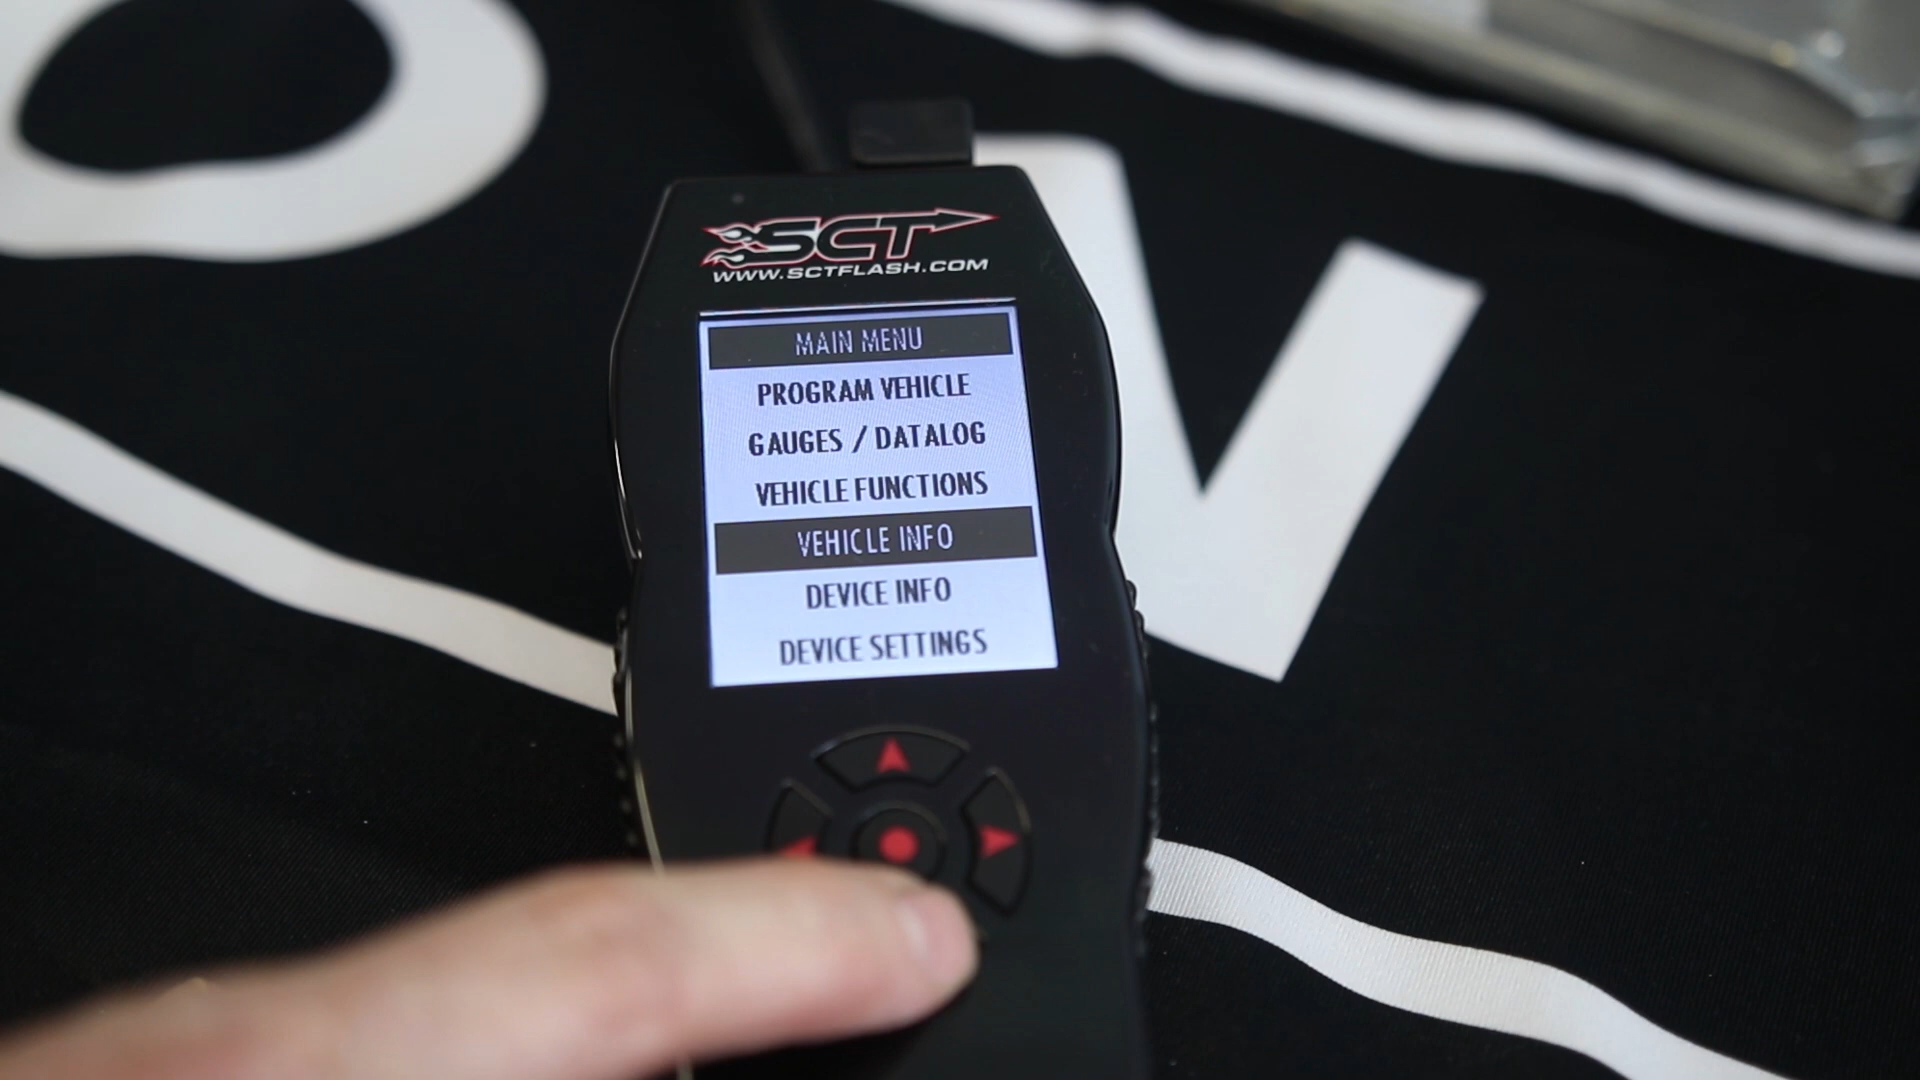 SCT
WWW.SCTFLASH.COM
MAIN MENU
PROGRAM VEHICLE
GAUGES / DATALOG
VEHICLE FUNCTIONS
VEHICLE INFO
DEVICE INFO
DEVICE SETTINGS